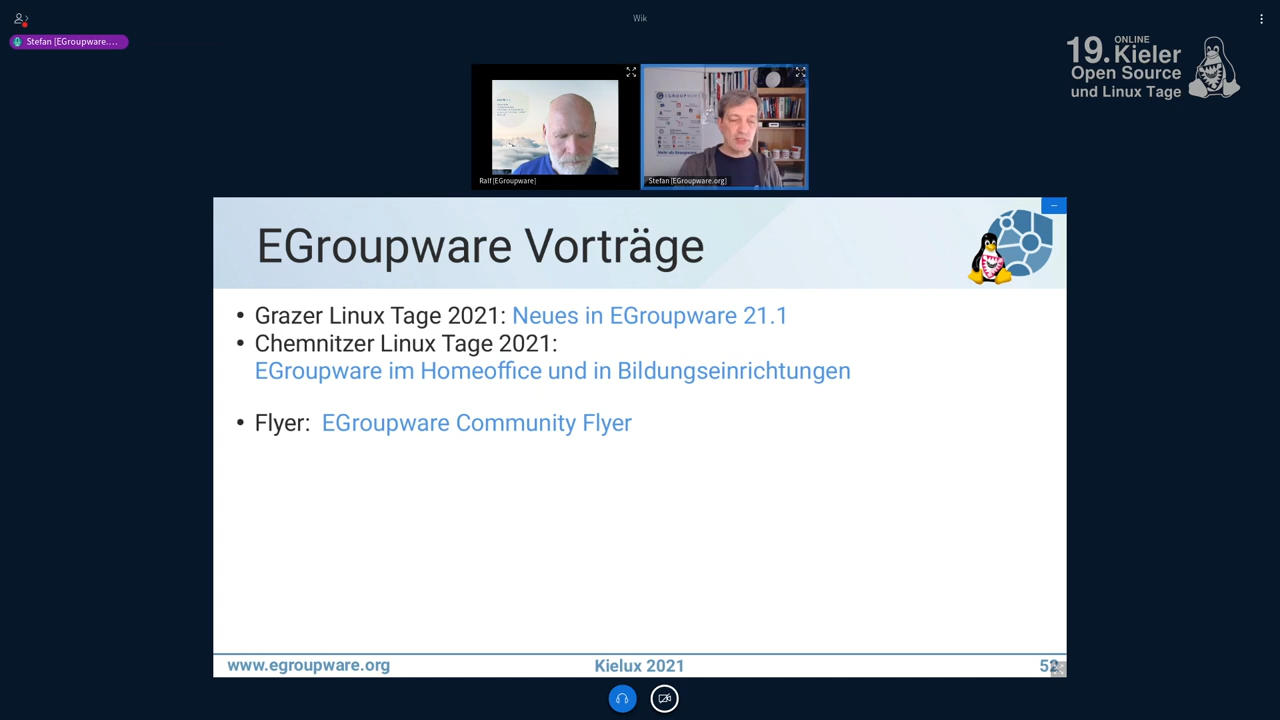 Wik
Stefan [EGroupware....
19. ONLINE Kieler
Open Source
und Linux Tage
EGROUPWARE
Ralf [EGroupware]
Stefan [EGroupware.org]
EGroupware Vorträge
• Grazer Linux Tage 2021: Neues in EGroupware 21.1
• Chemnitzer Linux Tage 2021:
EGroupware im Homeoffice und in Bildungseinrichtungen
• Flyer: EGroupware Community Flyer
www.egroupware.org
Kielux 2021
52